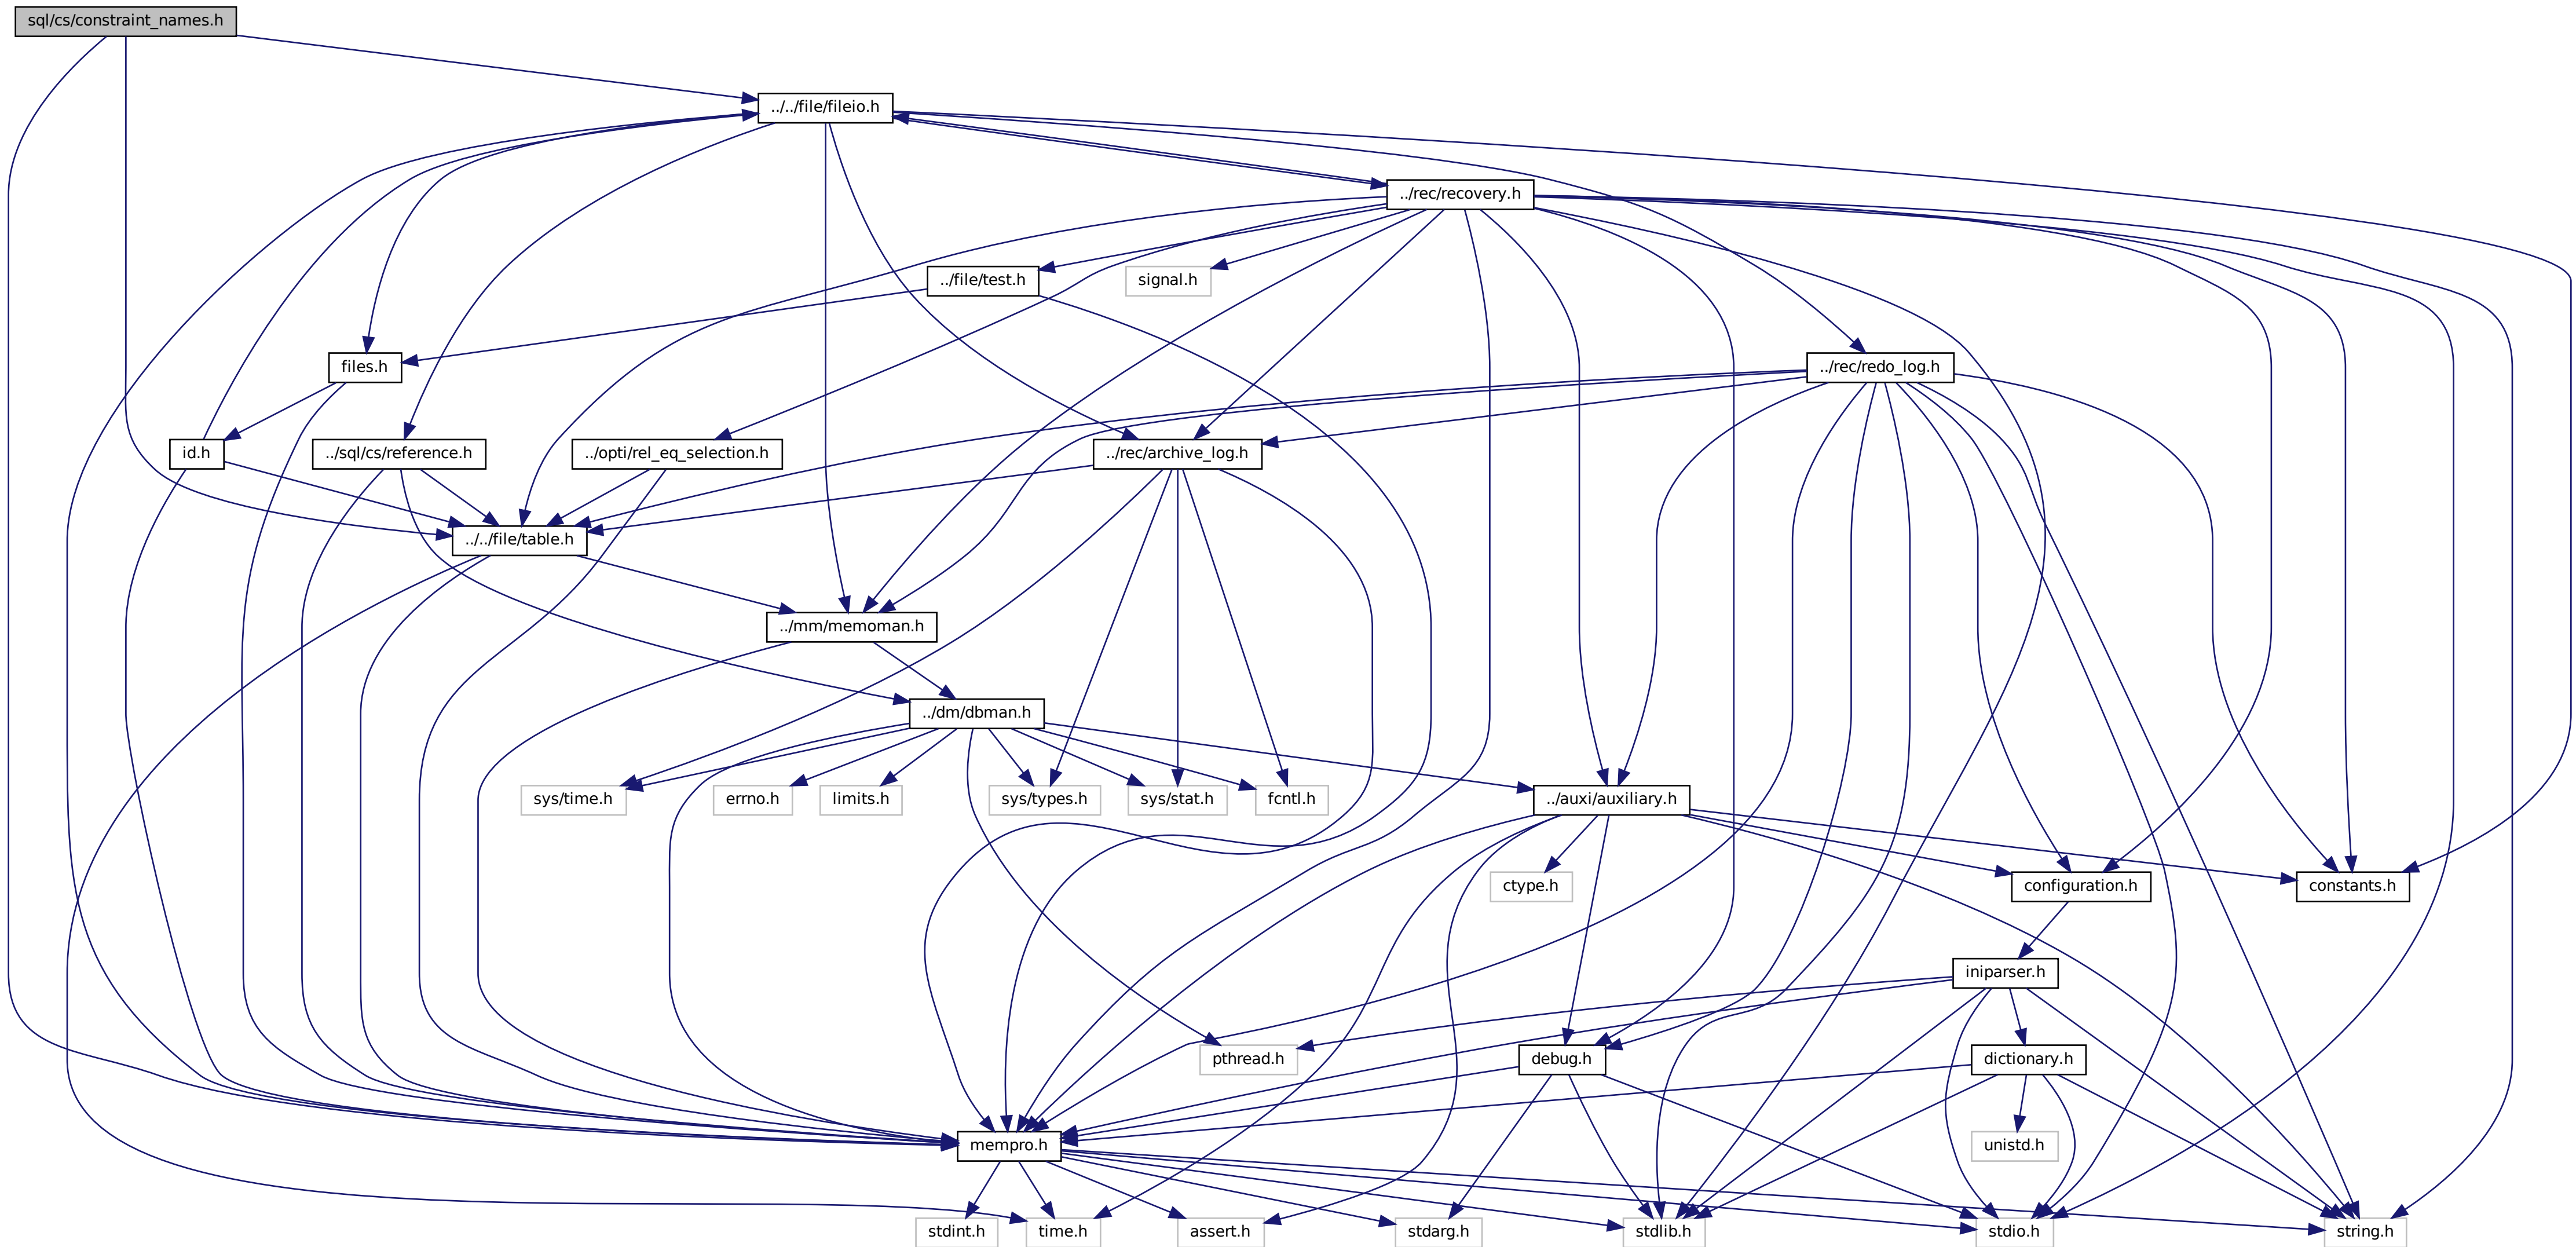 sql/cs/constraint_names.h
../../file/fileio.h
../rec/recovery.h
../file/test.h
signal.h
files.h
../rec/redo_log.h
id.h
../sql/cs/reference.h
../opti/rel_eq_selection.h
../rec/archive_log.h
../../file/table.h
../mm/memoman.h
../dm/dbman.h
sys/time.h
errno.h
limits.h
sys/types.h
sys/stat.h
fcntl.h
../auxi/auxiliary.h
ctype.h
configuration.h
constants.h
iniparser.h
pthread.h
debug.h
dictionary.h
mempro.h
unistd.h
stdint.h
time.h
assert.h
stdarg.h
stdlib.h
stdio.h
string.h